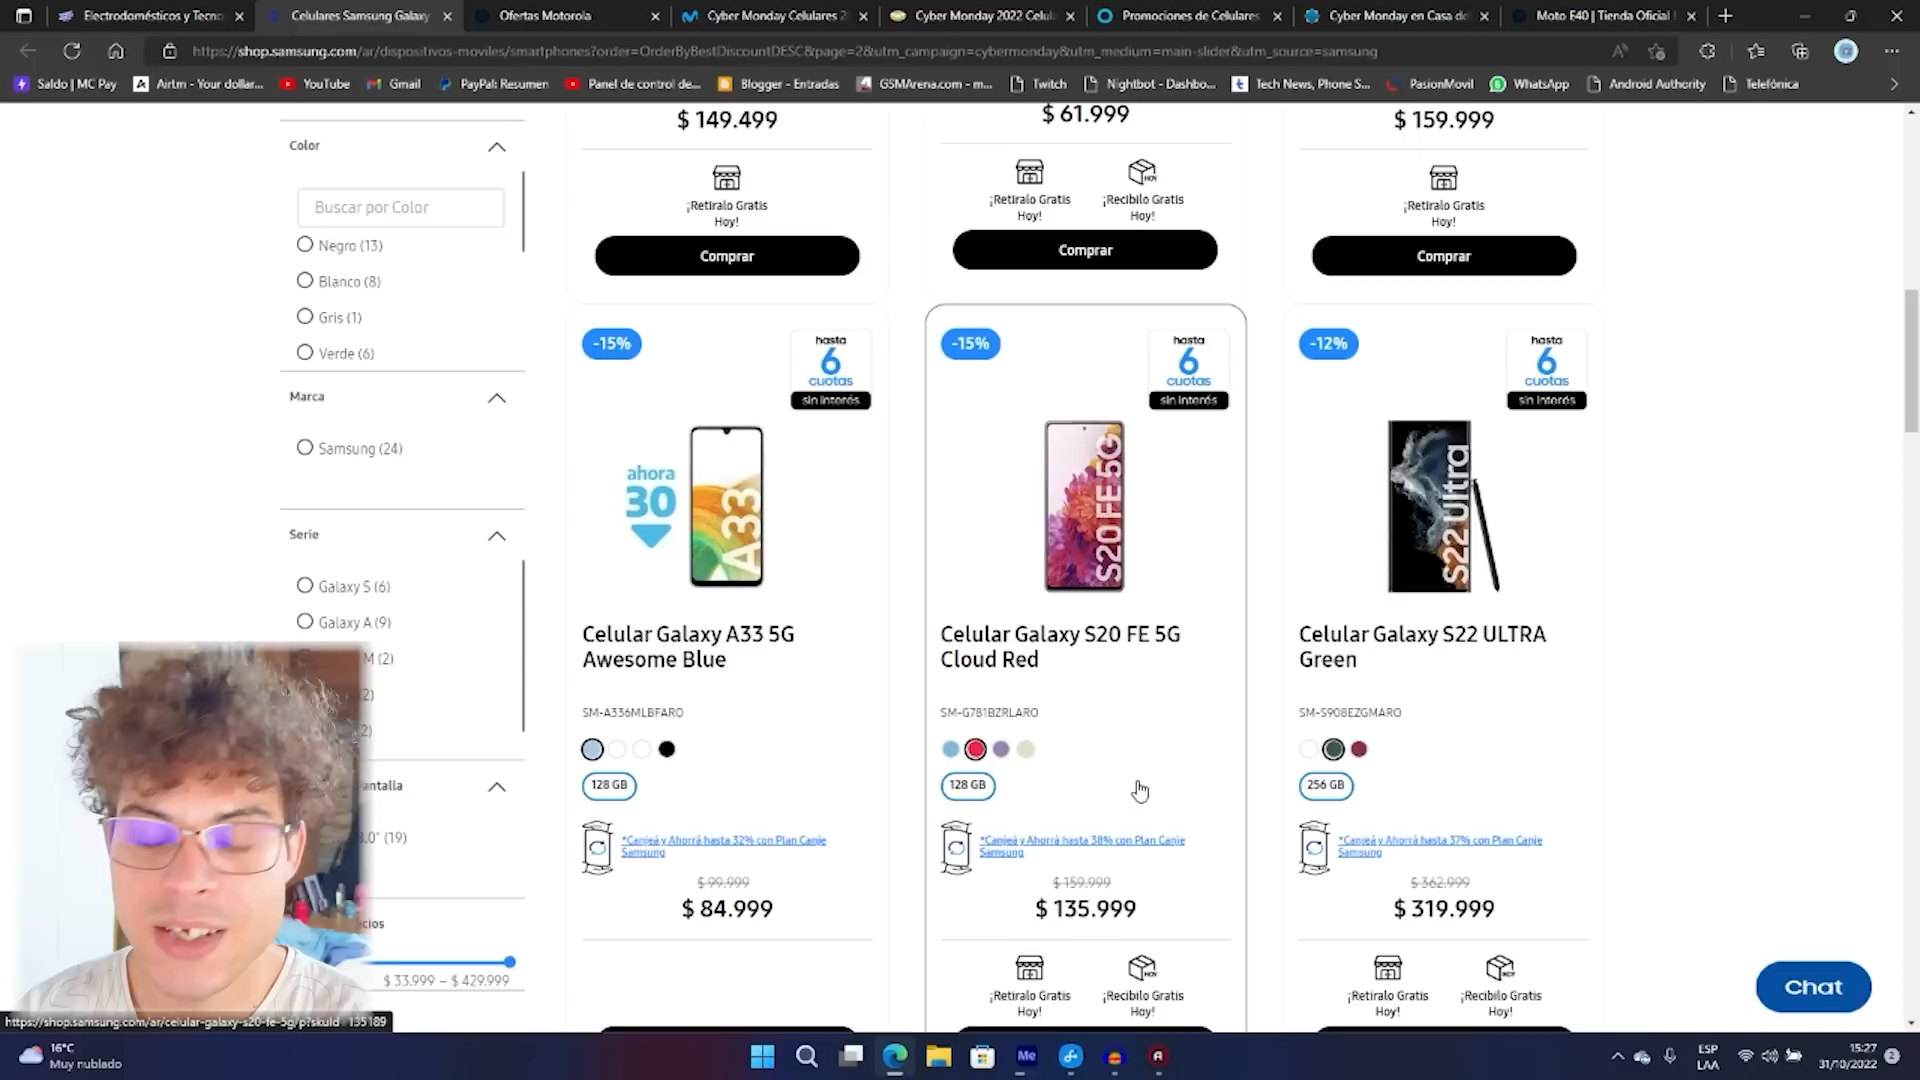 Electrodomésticos y Tecno
Celulares Samsung Galaxy
Ofertas Motorola
Cyber Monday Celulares 2
Cyber Monday 2022 Celul
Promociones de Celulares
Cyber Monday en Casa de
Moto E40 | Tienda Oficial
https://shop.samsung.com/ar/dispositivos-moviles/smartphones?order=OrderByBestDiscountDESC&page=2&utm_campaign=cybermonday&utm_medium=main-slider&utm_source=samsung
Saldo | MC Pay
Airtm - Your dollar...
YouTube
Gmail
PayPal: Resumen
Panel de control de...
Blogger - Entradas
GSMArena.com - m...
Twitch
Nightbot - Dashbo...
Tech News, Phone S...
PasionMovil
WhatsApp
Android Authority
Telefónica
$ 149.499
$ 61.999
$ 159.999
¡Retiralo Gratis
Hoy!
¡Retiralo Gratis
Hoy!
HOY
¡Recibilo Gratis
Hoy!
¡Retiralo Gratis
Hoy!
Comprar
Comprar
Comprar
Color
Buscar por Color
Negro (13)
Blanco (8)
Gris (1)
Verde (6)
Marca
Samsung (24)
Serie
Galaxy S (6)
Galaxy A (9)
M (2)
(2)
2)
antalla
8.0" (19)
cios
$ 33.999 – $ 429.999
-15%
hasta
6
cuotas
sin interés
ahora
30
A33
Celular Galaxy A33 5G
Awesome Blue
SM-A336MLBFARO
128 GB
*Canjeá y Ahorrá hasta 32% con Plan Canje
Samsung
$ 99.999
$ 84.999
-15%
hasta
6
cuotas
sin interés
S20 FE 5G
Celular Galaxy S20 FE 5G
Cloud Red
SM-G781BZRLARO
128 GB
*Canjeá y Ahorrá hasta 38% con Plan Canje
Samsung
$ 159.999
$ 135.999
¡Retiralo Gratis
Hoy!
HOY
¡Recibilo Gratis
Hoy!
-12%
hasta
6
cuotas
sin interés
S22 Ultra
Celular Galaxy S22 ULTRA
Green
SM-S908EZGMARO
256 GB
*Canjeá y Ahorrá hasta 37% con Plan Canje
Samsung
$ 362.999
$ 319.999
¡Retiralo Gratis
Hoy!
HOY
¡Recibilo Gratis
Hoy!
Chat
https://shop.samsung.com/ar/celular-galaxy-s20-fe-5g/p?skuId=135189
16°C
Muy nublado
Me
ESP
LAA
15:27
31/10/2022
2